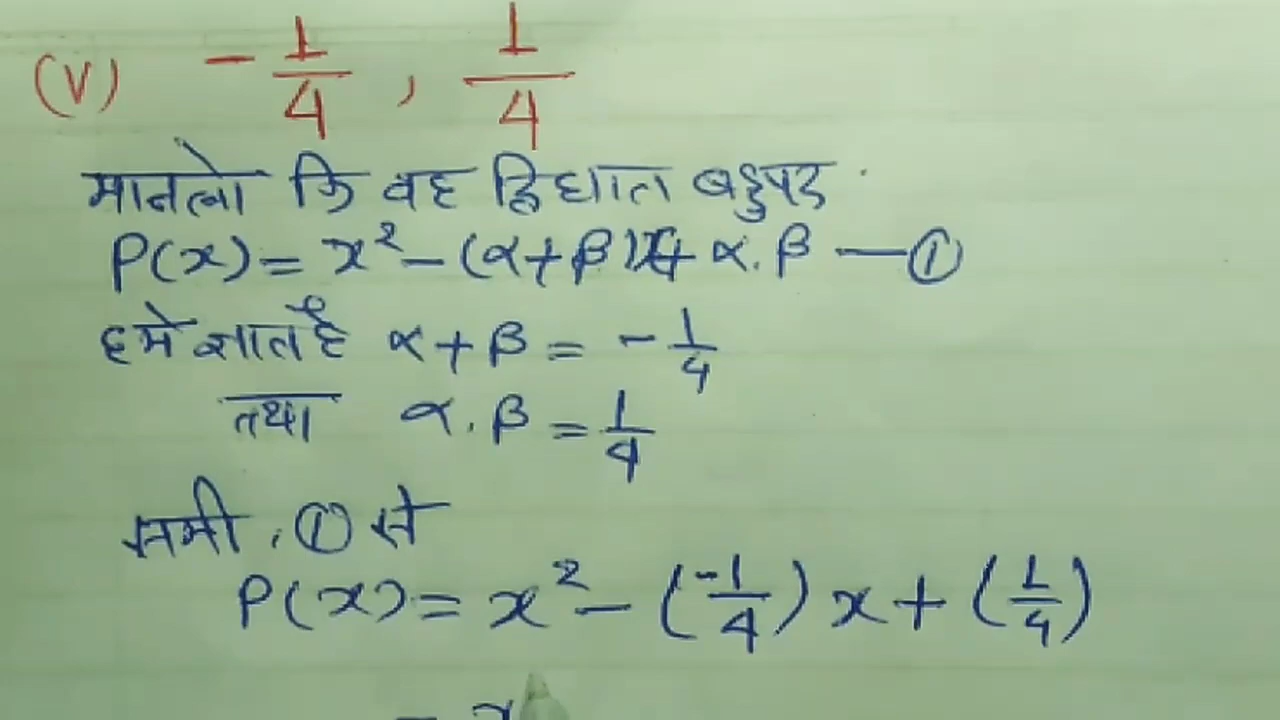 (V) -1/4 , 1/4
मानलो कि वह द्विघात बहुपद
P(x) = x² - (α+β)x + α.β — ①
हमे ज्ञात है α + β = -1/4
तथा α.β = 1/4
समी. ① से
P(x) = x² - (-1/4) x + (1/4)
= x